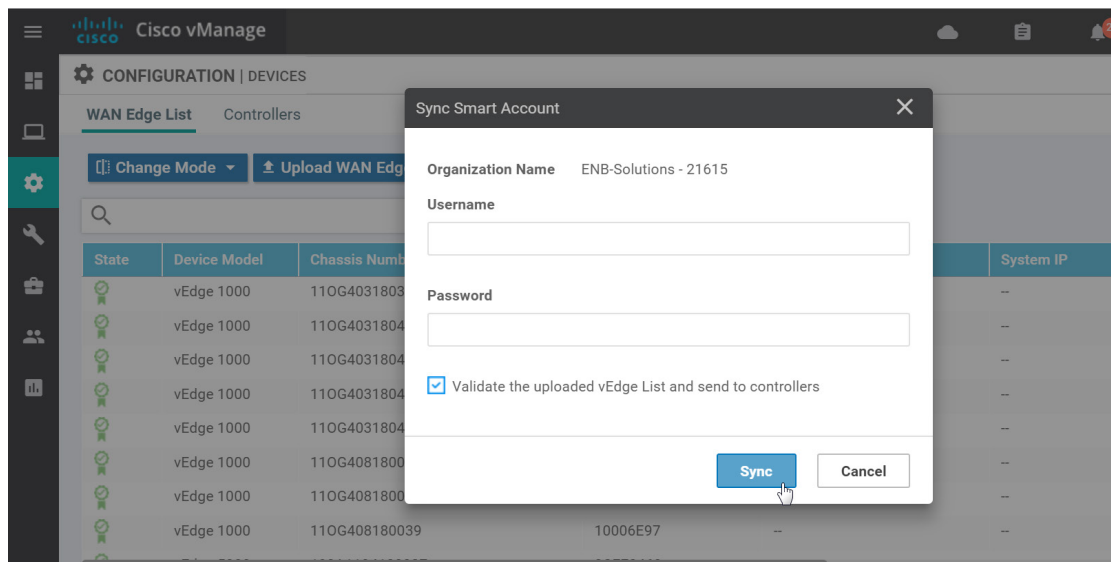 CISCO Cisco vManage
CONFIGURATION | DEVICES
WAN Edge List Controllers
Change Mode Upload WAN Edg
Sync Smart Account
Organization Name ENB-Solutions - 21615
Username
Password
Validate the uploaded vEdge List and send to controllers
Sync Cancel
State Device Model Chassis Numb System IP
vEdge 1000 11OG4031803 --
vEdge 1000 11OG4031804 --
vEdge 1000 11OG4031804 --
vEdge 1000 11OG4031804 --
vEdge 1000 11OG4031804 --
vEdge 1000 11OG4081800 --
vEdge 1000 11OG4081800 --
vEdge 1000 11OG408180039 10006E97 -- --